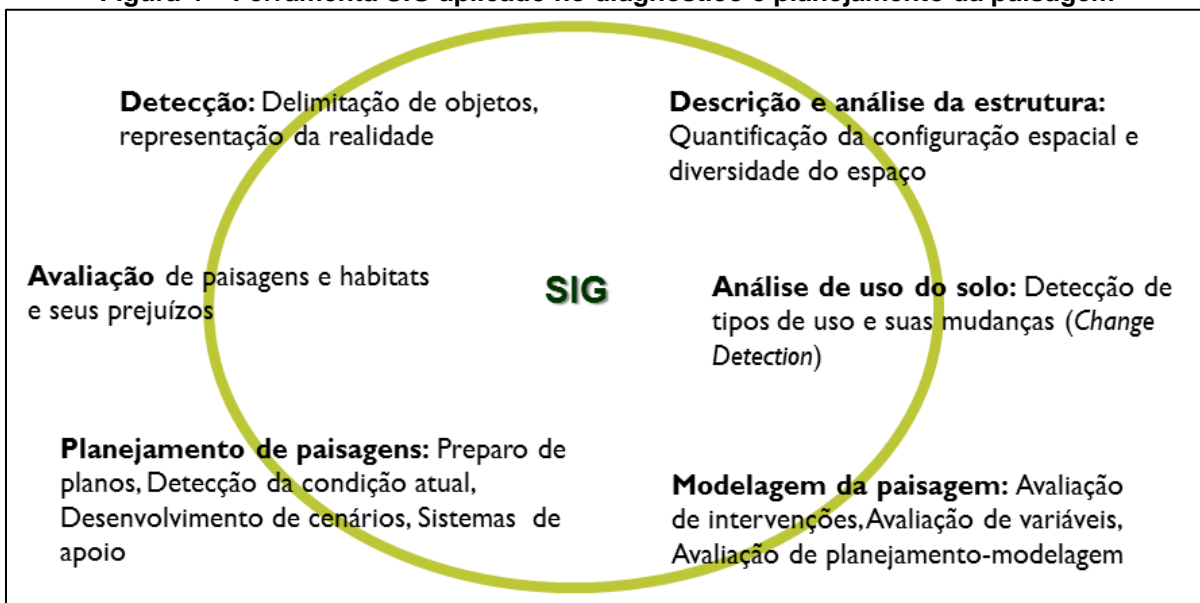 Detecção: Delimitação de objetos,
representação da realidade
Descrição e análise da estrutura:
Quantificação da configuração espacial e
diversidade do espaço
Avaliação de paisagens e habitats
e seus prejuízos
SIG
Análise de uso do solo: Detecção de
tipos de uso e suas mudanças (Change
Detection)
Planejamento de paisagens: Preparo de
planos, Detecção da condição atual,
Desenvolvimento de cenários, Sistemas de
apoio
Modelagem da paisagem: Avaliação
de intervenções, Avaliação de variáveis,
Avaliação de planejamento-modelagem